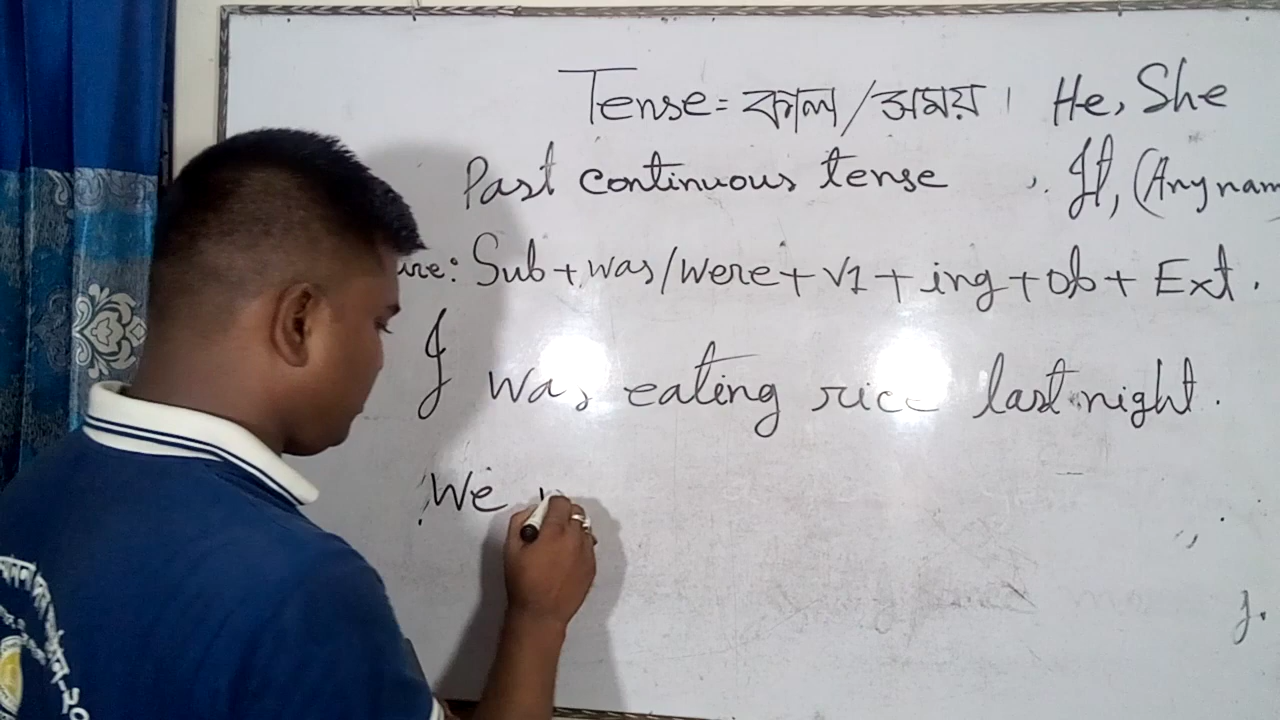 Tense = কাল / সময়। He, She
Past continuous tense It, (Any nam
ure: Sub + was/were + V1 + ing + ob + Ext.
I was eating rice last night.
We